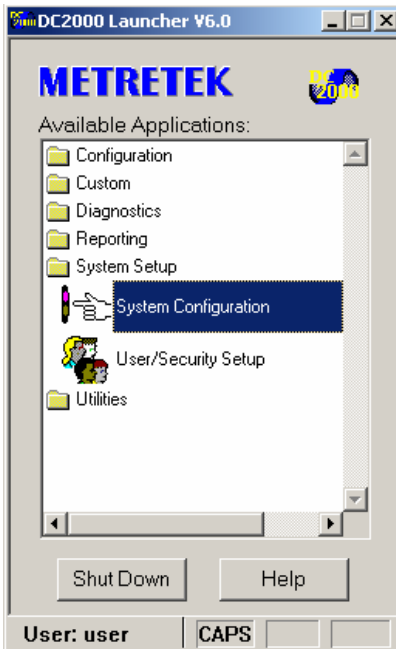 DC2000 Launcher V6.0
METRETEK
DC
2000
Available Applications:
Configuration
Custom
Diagnostics
Reporting
System Setup
System Configuration
User/Security Setup
Utilities
Shut Down
Help
User: user
CAPS